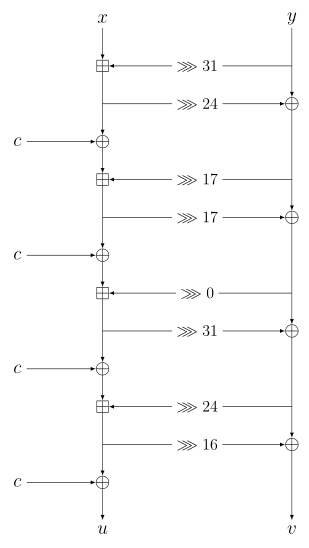 x y
⋙ 31
⋙ 24
c
⋙ 17
⋙ 17
c
⋙ 0
⋙ 31
c
⋙ 24
⋙ 16
c
u v